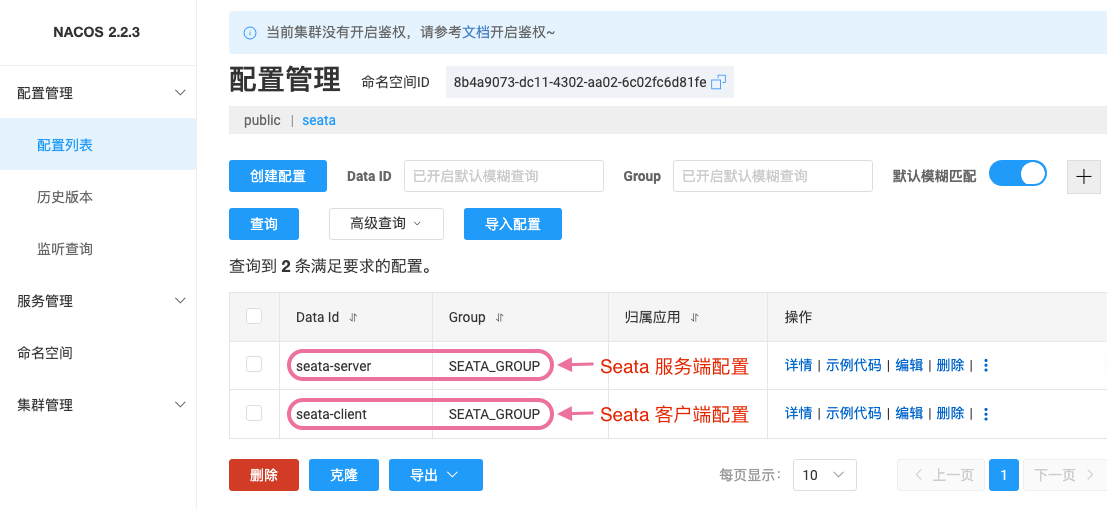 NACOS 2.2.3
配置管理
配置列表
历史版本
监听查询
服务管理
命名空间
集群管理
当前集群没有开启鉴权，请参考文档开启鉴权~
配置管理 命名空间ID 8b4a9073-dc11-4302-aa02-6c02fc6d81fe
public | seata
创建配置 Data ID 已开启默认模糊查询 Group 已开启默认模糊查询 默认模糊匹配
查询 高级查询 导入配置
查询到 2 条满足要求的配置。
Data Id Group 归属应用 操作
seata-server SEATA_GROUP Seata 服务端配置 详情 | 示例代码 | 编辑 | 删除 |
seata-client SEATA_GROUP Seata 客户端配置 详情 | 示例代码 | 编辑 | 删除 |
删除 克隆 导出 每页显示： 10 上一页 1 下一页